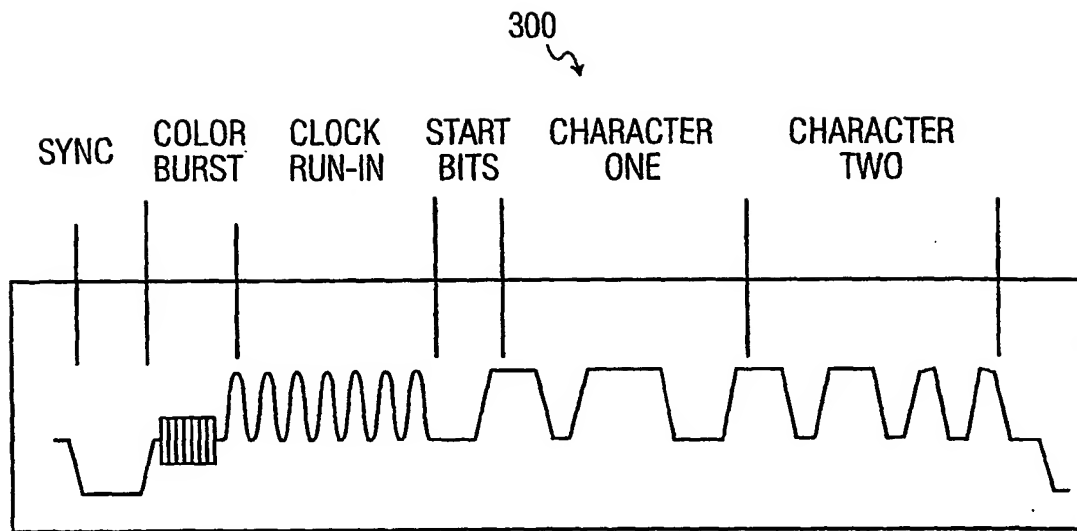 300
SYNC
COLOR
BURST
CLOCK
RUN-IN
START
BITS
CHARACTER
ONE
CHARACTER
TWO